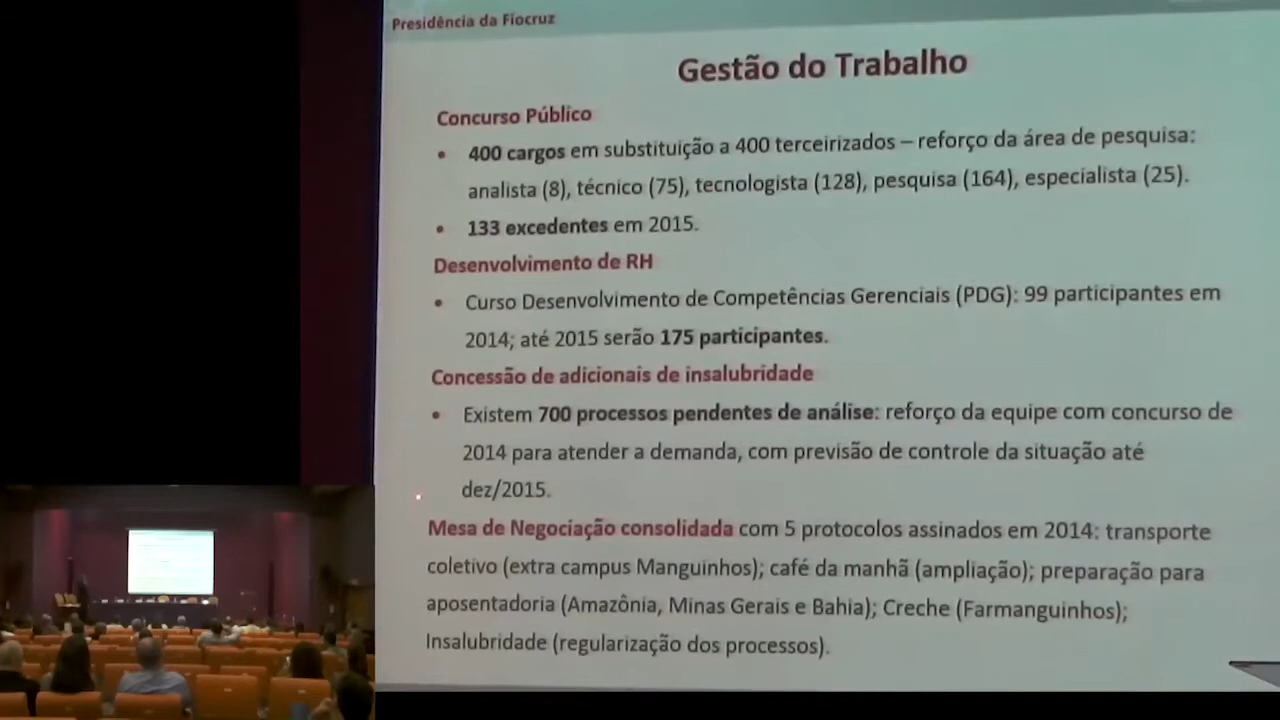 Presidência da Fiocruz
Gestão do Trabalho
Concurso Público
• 400 cargos em substituição a 400 terceirizados – reforço da área de pesquisa:
analista (8), técnico (75), tecnologista (128), pesquisa (164), especialista (25).
• 133 excedentes em 2015.
Desenvolvimento de RH
• Curso Desenvolvimento de Competências Gerenciais (PDG): 99 participantes em
2014; até 2015 serão 175 participantes.
Concessão de adicionais de insalubridade
• Existem 700 processos pendentes de análise: reforço da equipe com concurso de
2014 para atender a demanda, com previsão de controle da situação até
dez/2015.
Mesa de Negociação consolidada com 5 protocolos assinados em 2014: transporte
coletivo (extra campus Manguinhos); café da manhã (ampliação); preparação para
aposentadoria (Amazônia, Minas Gerais e Bahia); Creche (Farmanguinhos);
Insalubridade (regularização dos processos).